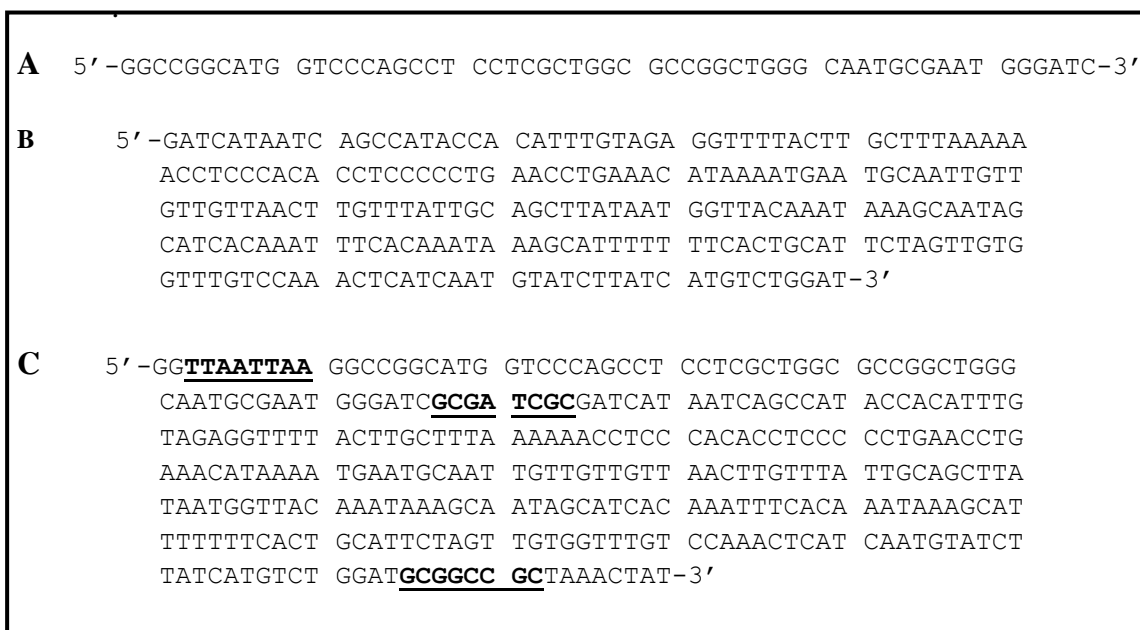 A 5'-GGCCGGCATG GTCCCAGCCT CCTCGCTGGC GCCGGCTGGG CAATGCGAAT GGGATC-3'
B 5'-GATCATAATC AGCCATACCA CATTTGTAGA GGTTTTACTT GCTTTAAAAA
ACCTCCCACA CCTCCCCCTG AACCTGAAAC ATAAAATGAA TGCAATTGTT
GTTGTTAACT TGTTTATTGC AGCTTATAAT GGTTACAAAT AAAGCAATAG
CATCACAAAT TTCACAAATA AAGCATTTTT TTCACTGCAT TCTAGTTGTG
GTTTGTCCAA ACTCATCAAT GTATCTTATC ATGTCTGGAT-3'
C 5'-GGTTAATTAA GGCCGGCATG GTCCCAGCCT CCTCGCTGGC GCCGGCTGGG
CAATGCGAAT GGGATCGCGA TCGCGATCAT AATCAGCCAT ACCACATTTG
TAGAGGTTTT ACTTGCTTTA AAAAACCTCC CACACCTCCC CCTGAACCTG
AAACATAAAA TGAATGCAAT TGTTGTTGTT AACTTGTTTA TTGCAGCTTA
TAATGGTTAC AAATAAAGCA ATAGCATCAC AAATTTCACA AATAAAGCAT
TTTTTTCACT GCATTCTAGT TGTGGTTTGT CCAAACTCAT CAATGTATCT
TATCATGTCT GGATGCGGCC GCTAAACTAT-3'